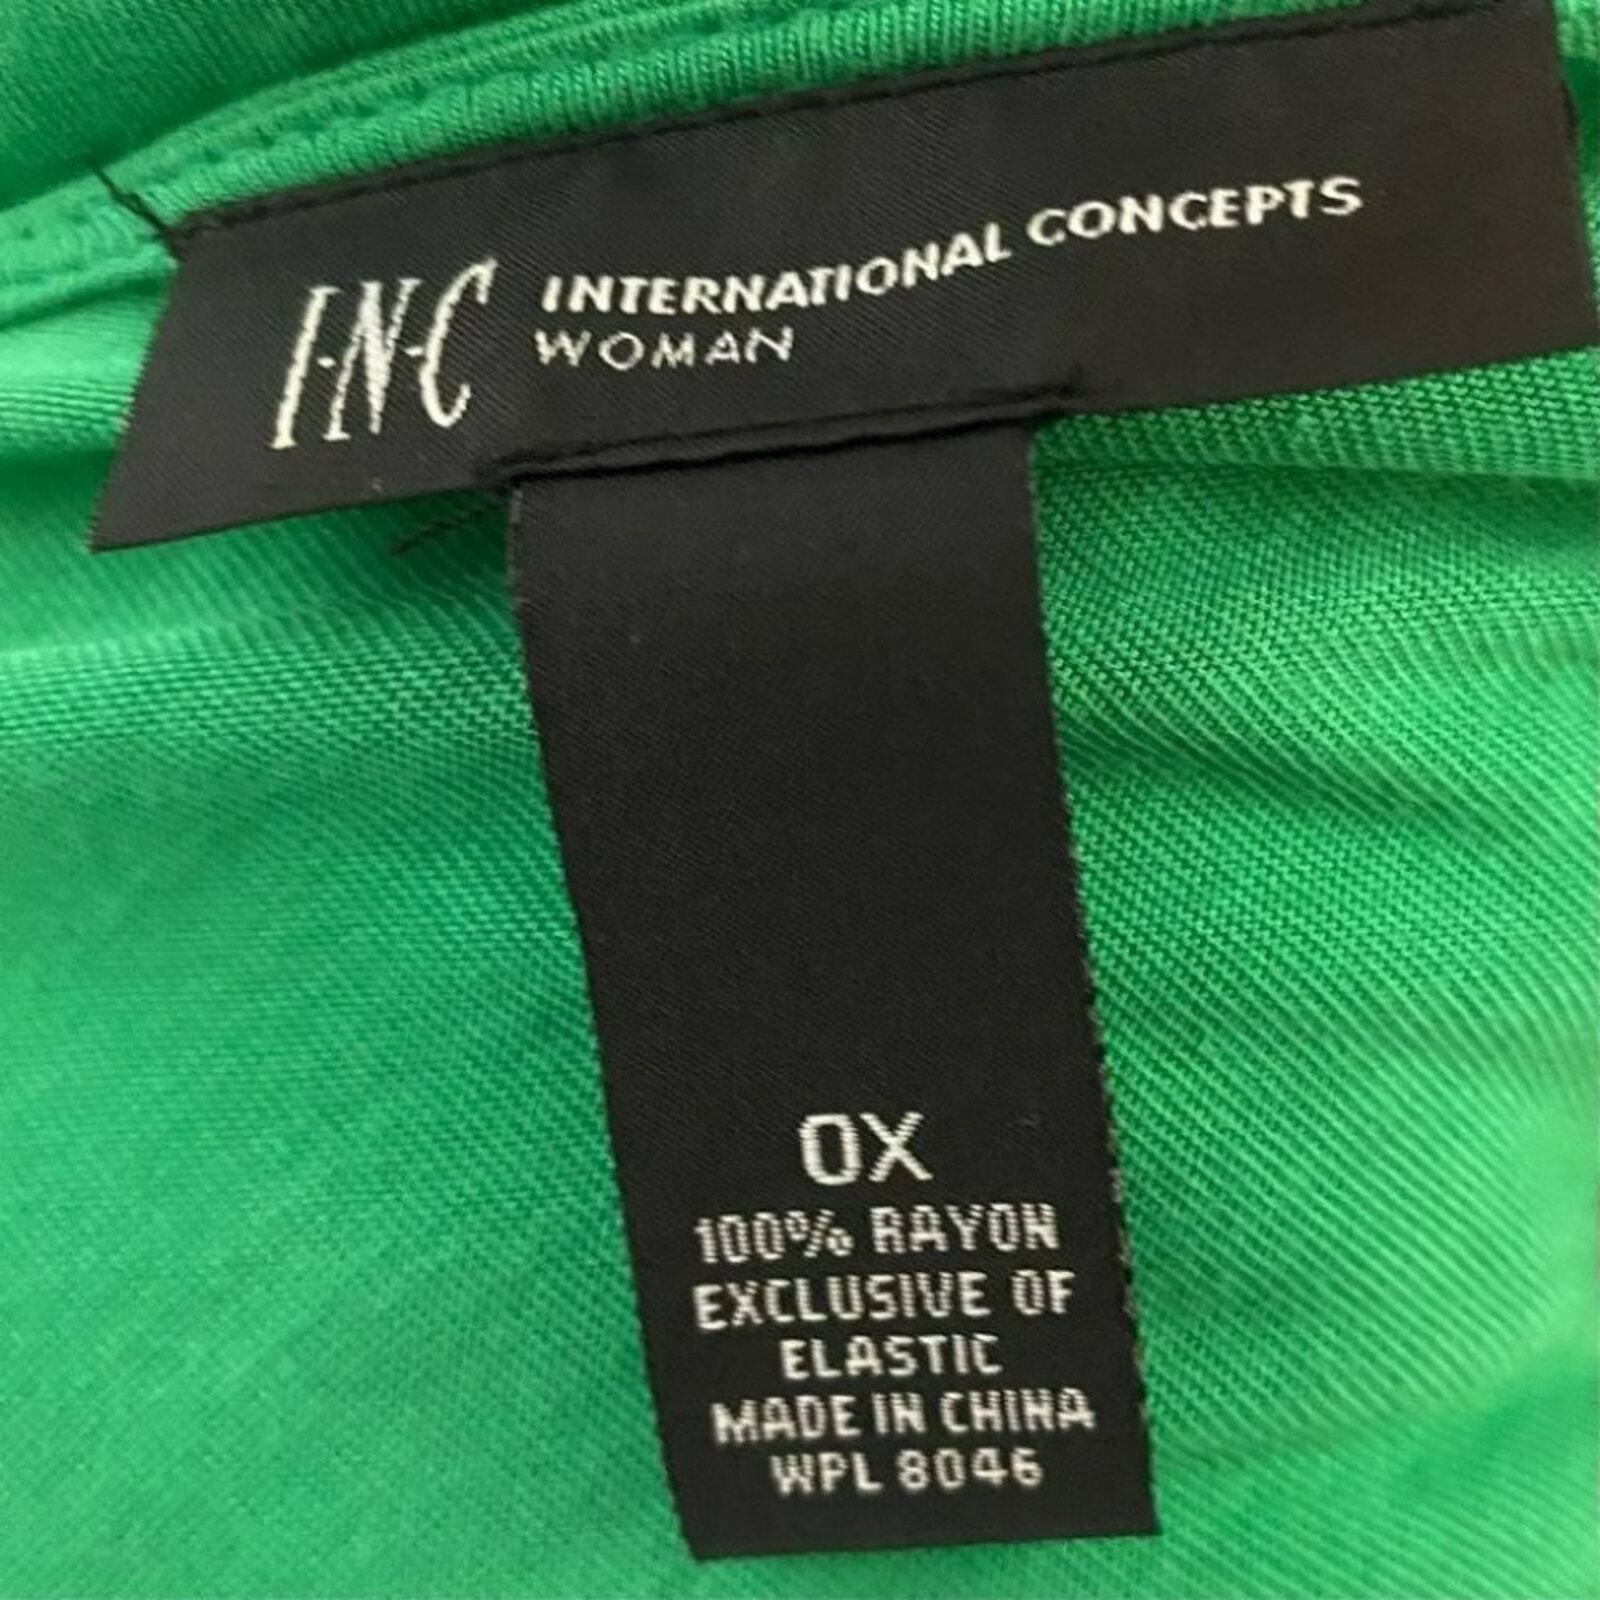 I·N·C INTERNATIONAL CONCEPTS
WOMAN
0X
100% RAYON
EXCLUSIVE OF
ELASTIC
MADE IN CHINA
WPL 8046